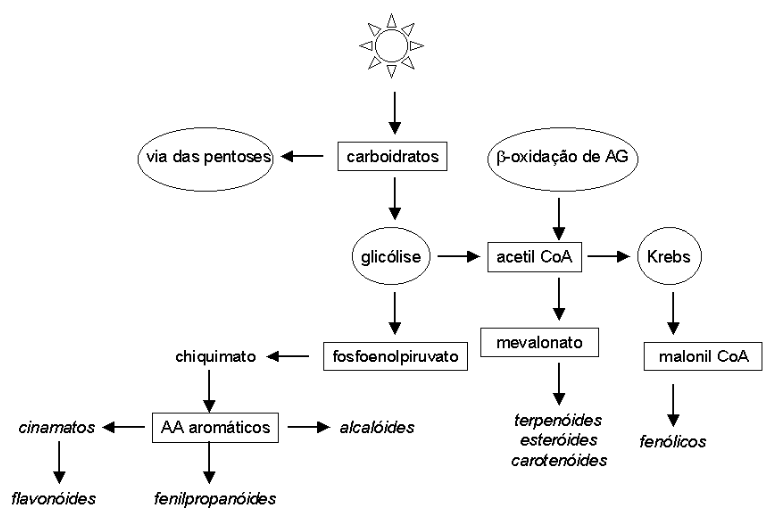 via das pentoses
carboidratos
β-oxidação de AG
glicólise
acetil CoA
Krebs
chiquimato
fosfoenolpiruvato
mevalonato
malonil CoA
cinamatos
AA aromáticos
alcalóides
terpenóides
esteróides
carotenóides
fenólicos
flavonóides
fenilpropanóides